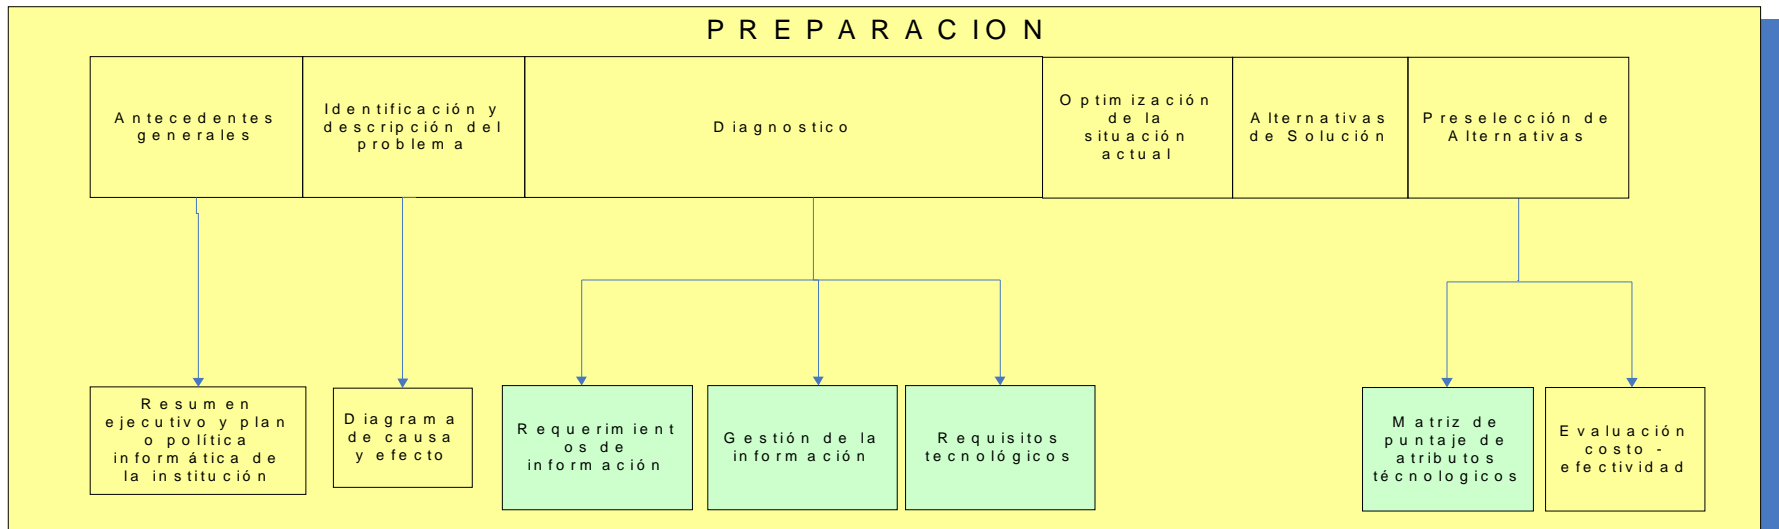 PREPARACION
Antecedentes
generales
Identificación y
descripción del
problema
Diagnostico
Optimización
de la
situación
actual
Alternativas
de Solución
Preselección de
Alternativas
Resumen
ejecutivo y plan
o política
informática de
la institución
Diagrama
de causa
y efecto
Requerimient
os de
información
Gestión de la
información
Requisitos
tecnológicos
Matriz de
puntaje de
atributos
técnologicos
Evaluación
costo -
efectividad